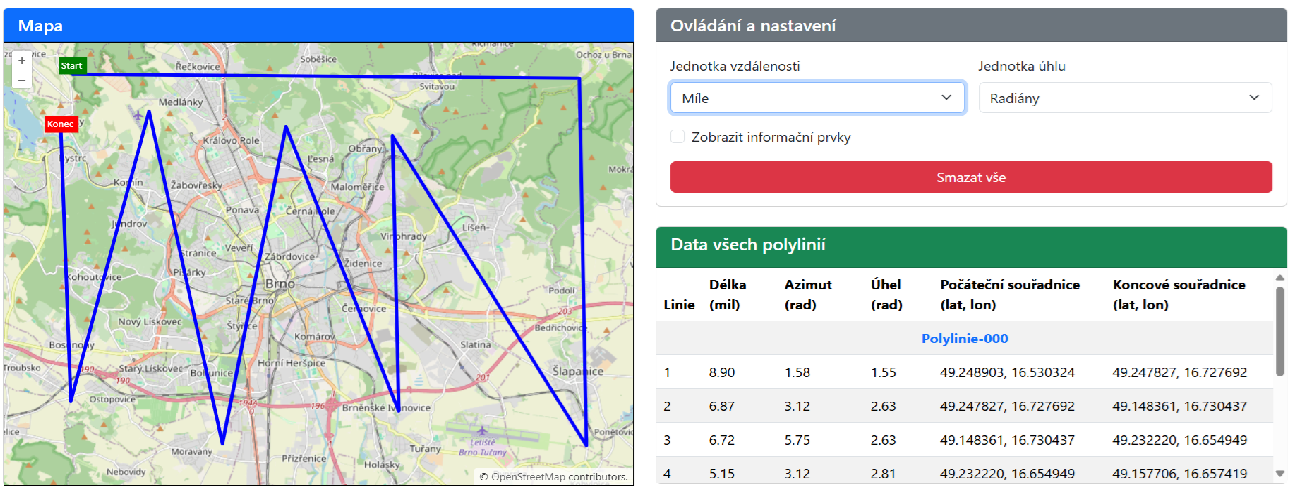 Mapa
+
−
Start
Konec
Řečkovice
Soběšice
Ochoz u Brna
Medlánky
Královo Pole
Lesná
Obřany
Maloměřice
Komín
Žabovřesky
Ponava
Černá Pole
Jundrov
Veveří
Stránice
Pisárky
Zábrdovice
Židenice
Vinohrady
Líšeň
Kohoutovice
Brno
Staré Brno
Černovice
Nový Lískovec
Štýřice
Komárov
Slatina
Bedřichovice
Bosonohy
Starý Lískovec
Bohunice
Horní Heršpice
Šlapanice
Troubsko
Ostopovice
Brněnské Ivanovice
Moravany
Přízřenice
Holásky
Tuřany
Letiště
Brno Tuřany
Nebovidy
© OpenStreetMap contributors.
Ovládání a nastavení
Jednotka vzdálenosti Jednotka úhlu
Míle Radiány
Zobrazit informační prvky
Smazat vše
Data všech polylinií
Linie Délka (mil) Azimut (rad) Úhel (rad) Počáteční souřadnice (lat, lon) Koncové souřadnice (lat, lon)
Polylinie-000
1 8.90 1.58 1.55 49.248903, 16.530324 49.247827, 16.727692
2 6.87 3.12 2.63 49.247827, 16.727692 49.148361, 16.730437
3 6.72 5.75 2.63 49.148361, 16.730437 49.232220, 16.654949
4 5.15 3.12 2.81 49.232220, 16.654949 49.157706, 16.657419